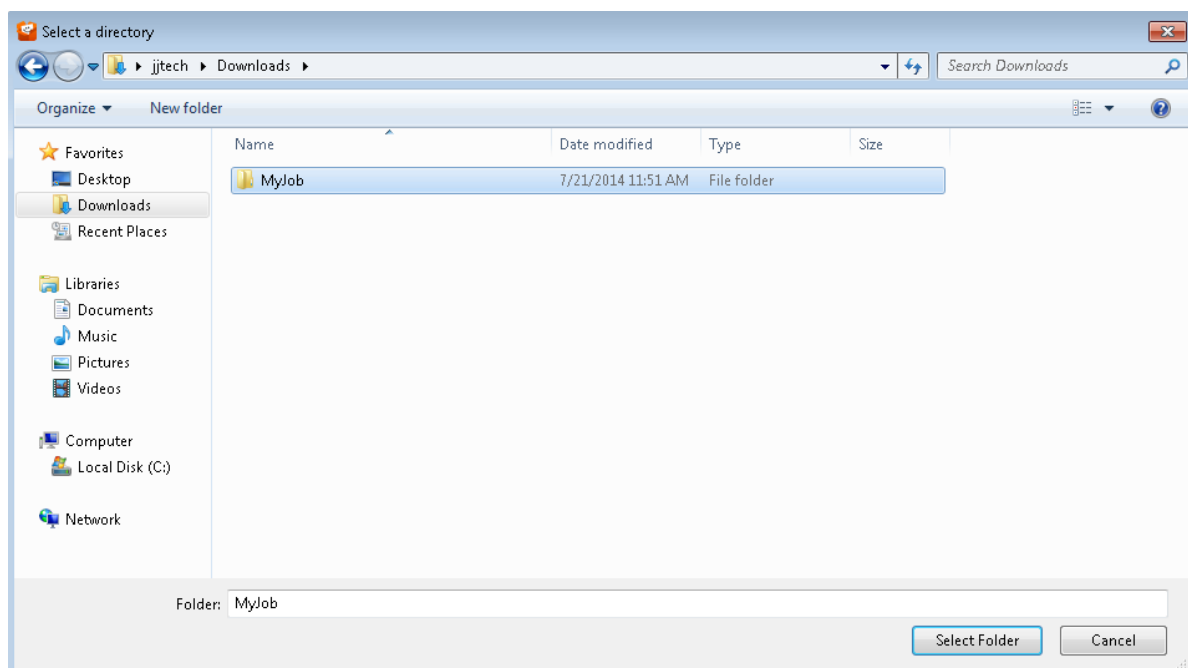 Select a directory
jjtech Downloads
Search Downloads
Organize New folder
Name Date modified Type Size
Favorites
Desktop
Downloads
Recent Places
Libraries
Documents
Music
Pictures
Videos
Computer
Local Disk (C:)
Network
MyJob 7/21/2014 11:51 AM File folder
Folder: MyJob
Select Folder Cancel